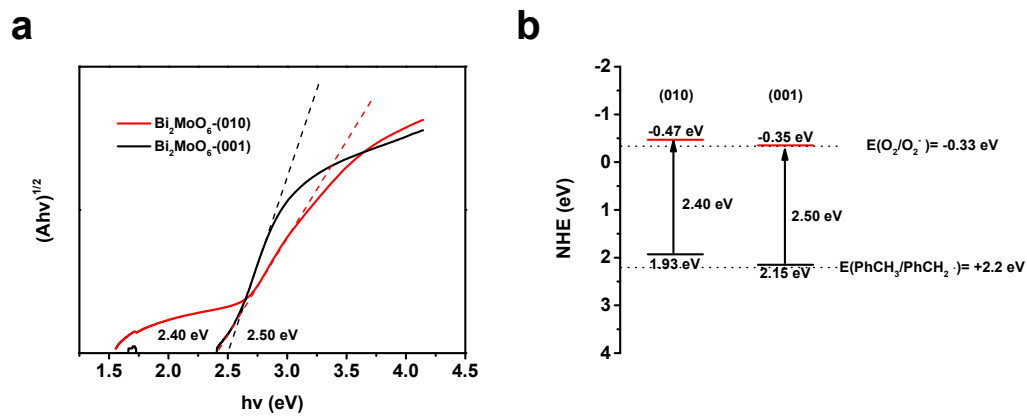 a
Bi₂MoO₆-(010)
Bi₂MoO₆-(001)
(Ahv)^1/2
2.40 eV
2.50 eV
1.5 2.0 2.5 3.0 3.5 4.0 4.5
hv (eV)
b
NHE (eV)
-2
-1
0
1
2
3
4
(010) (001)
-0.47 eV
-0.35 eV
E(O₂/O₂⁻)= -0.33 eV
2.40 eV
2.50 eV
1.93 eV
2.15 eV
E(PhCH₃/PhCH₂ )= +2.2 eV